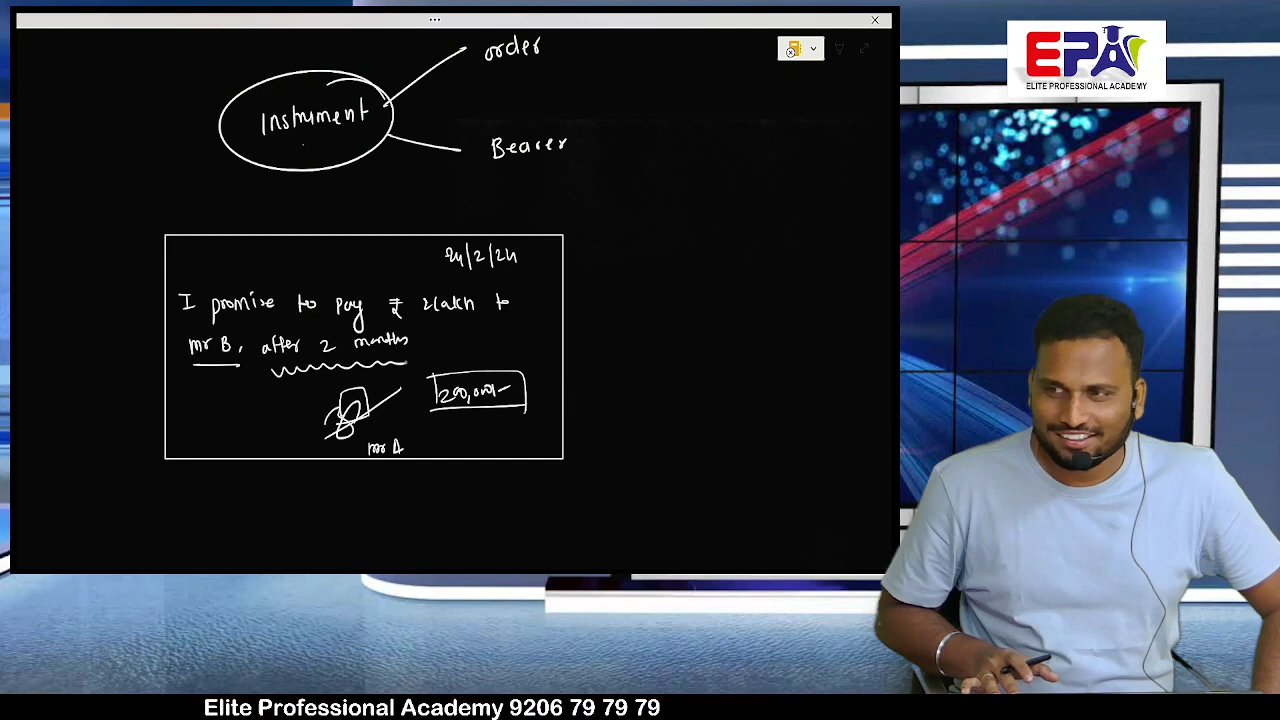 order
Instrument
Bearer
24/2/24
I promise to pay ₹ 2lakh to
mr B, after 2 months
200,000/-
mr A
EPA
ELITE PROFESSIONAL ACADEMY
Elite Professional Academy 9206 79 79 79